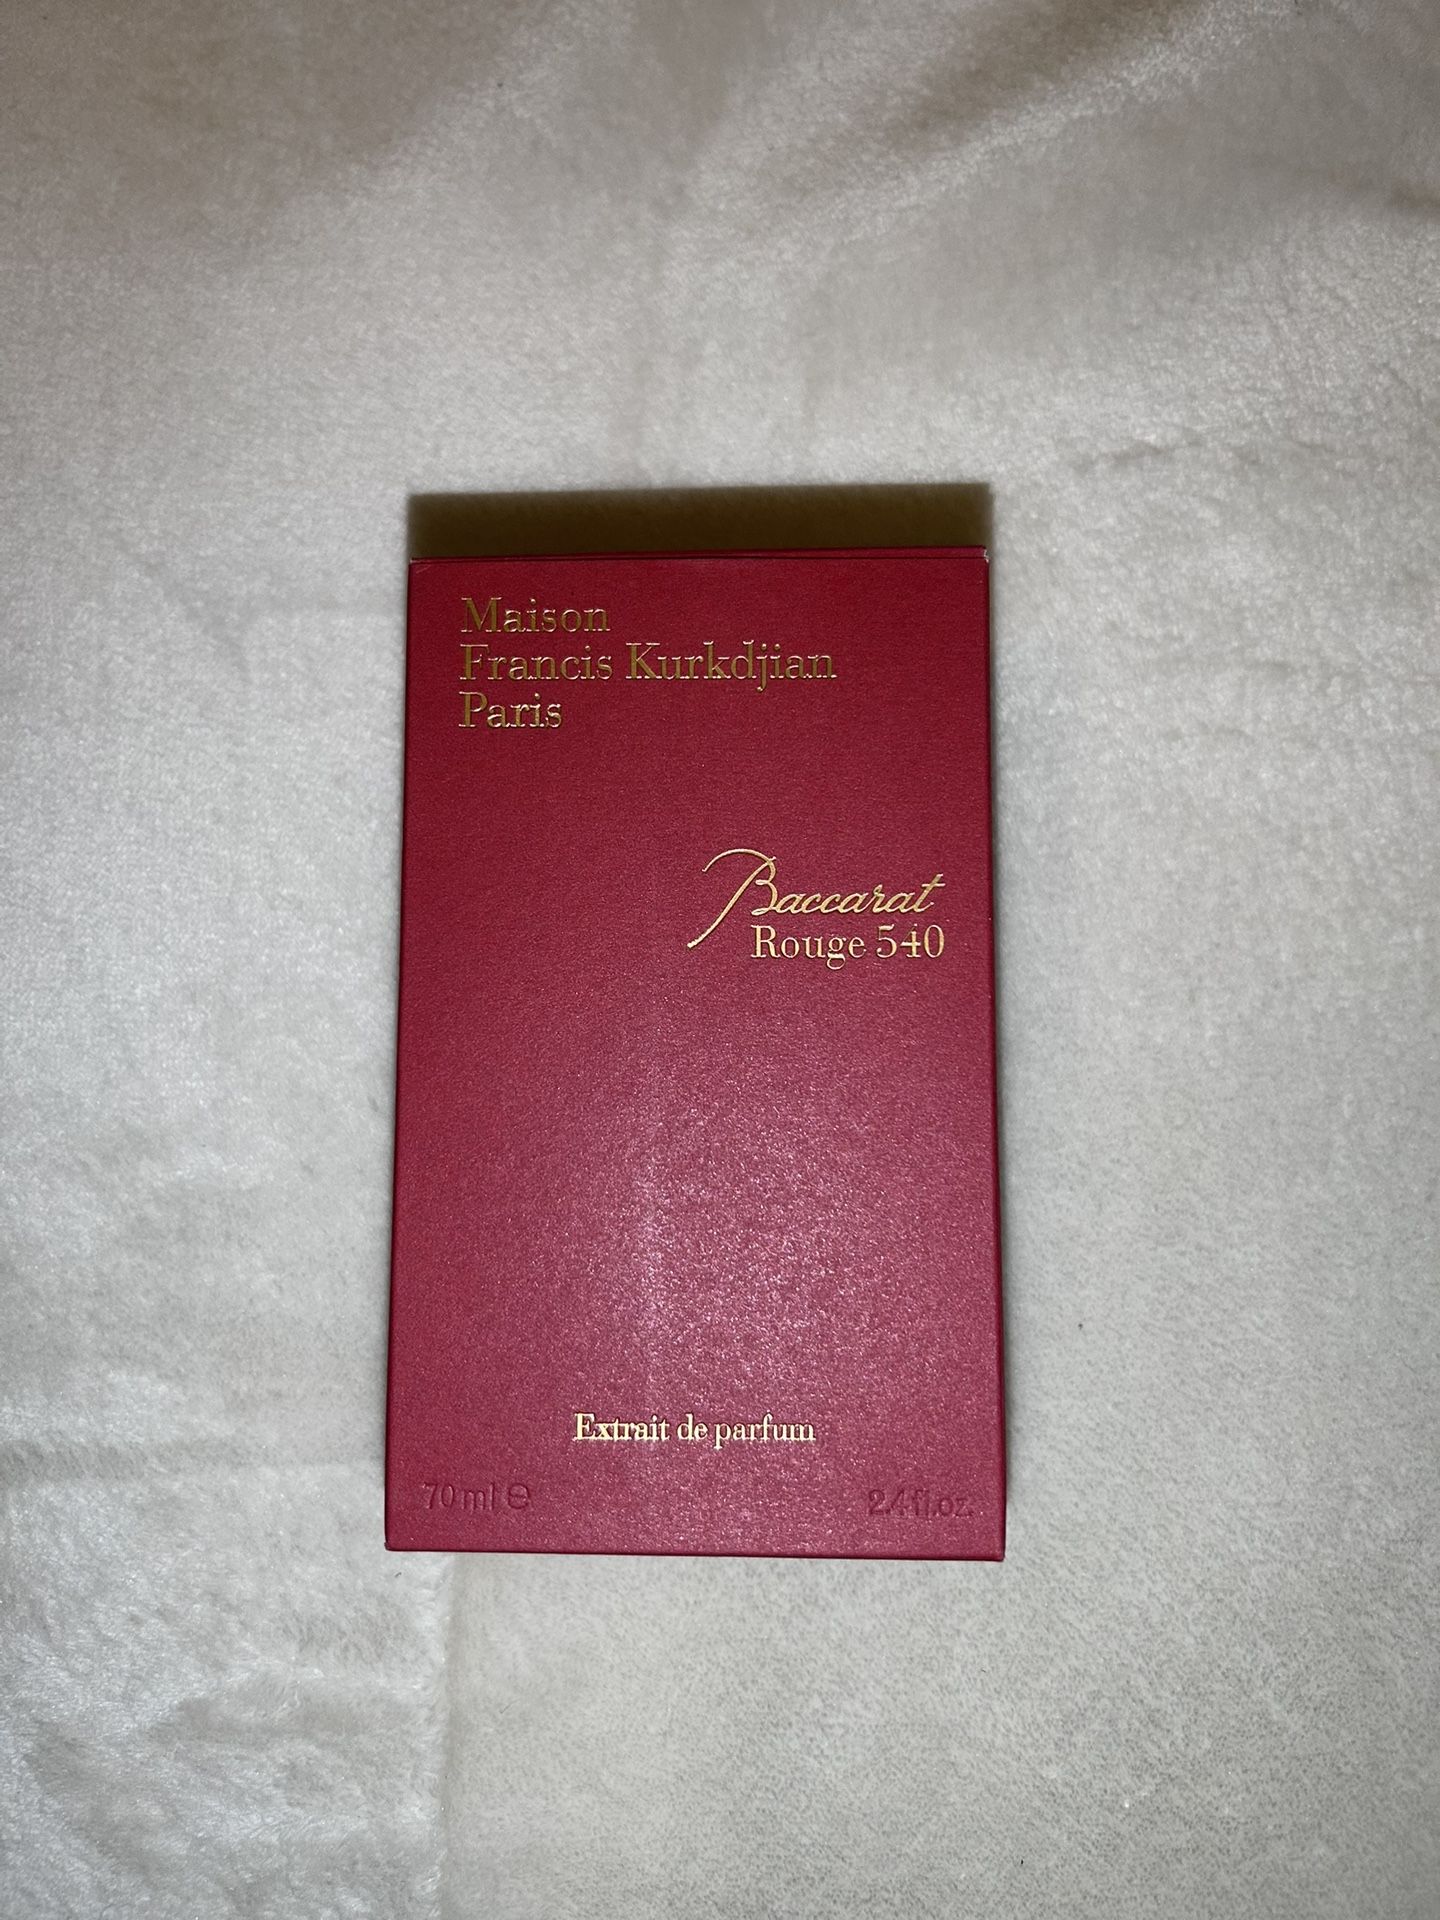 Maison
Francis Kurkdjian
Paris
Baccarat
Rouge 540
Extrait de parfum
70 ml ℮ 2.4 fl.oz.